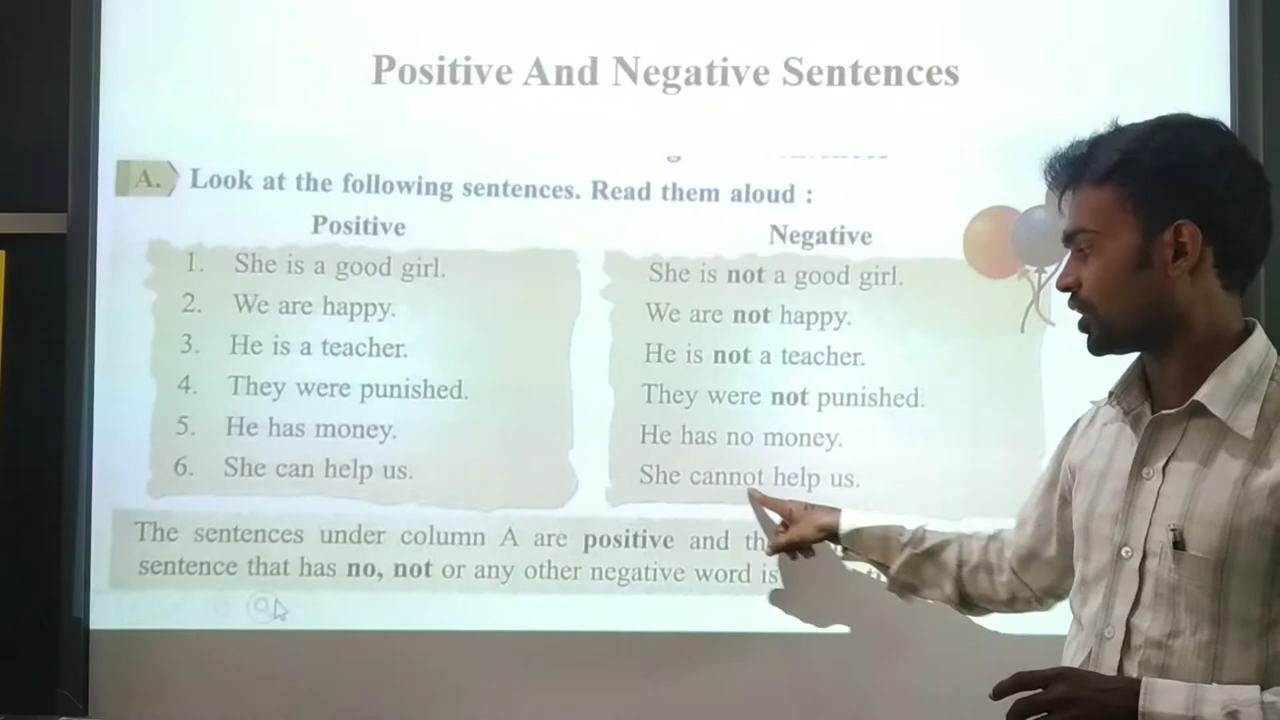 Positive And Negative Sentences
A. Look at the following sentences. Read them aloud :
Positive
Negative
1. She is a good girl.
She is not a good girl.
2. We are happy.
We are not happy.
3. He is a teacher.
He is not a teacher.
4. They were punished.
They were not punished.
5. He has money.
He has no money.
6. She can help us.
She cannot help us.
The sentences under column A are positive and
sentence that has no, not or any other negative word is